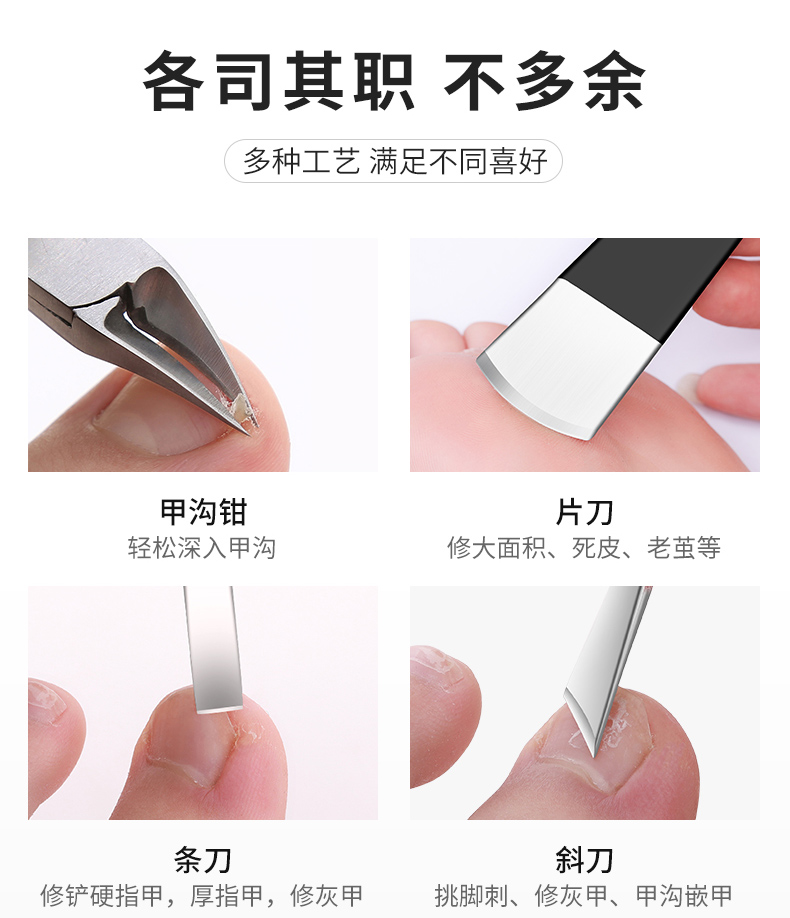 各司其职 不多余
多种工艺 满足不同喜好
甲沟钳
轻松深入甲沟
片刀
修大面积、死皮、老茧等
条刀
修铲硬指甲，厚指甲，修灰甲
斜刀
挑脚刺、修灰甲、甲沟嵌甲